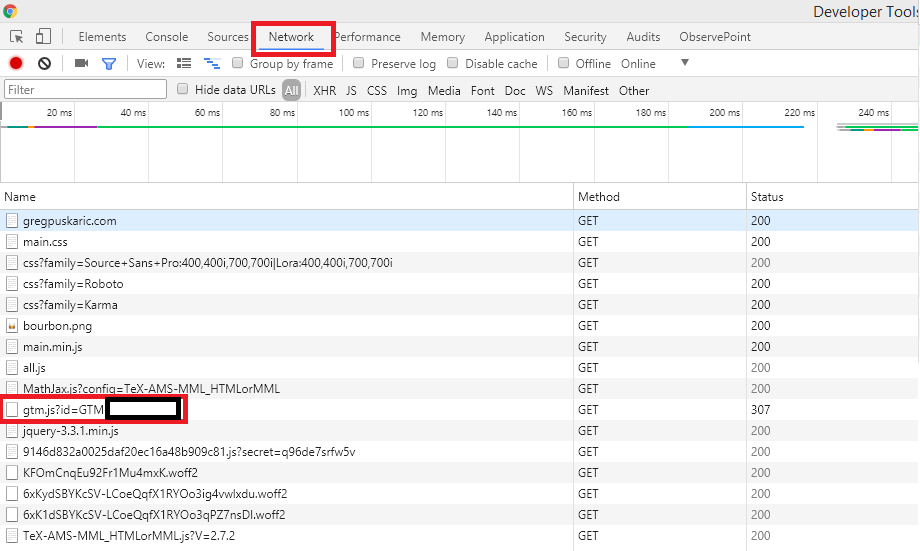 Developer Tools
Elements Console Sources Network Performance Memory Application Security Audits ObservePoint
View: Group by frame Preserve log Disable cache Offline Online
Filter Hide data URLs All XHR JS CSS Img Media Font Doc WS Manifest Other
20 ms 40 ms 60 ms 80 ms 100 ms 120 ms 140 ms 160 ms 180 ms 200 ms 220 ms 240 ms
Name Method Status
gregpuskaric.com GET 200
main.css GET 200
css?family=Source+Sans+Pro:400,400i,700,700i|Lora:400,400i,700,700i GET 200
css?family=Roboto GET 200
css?family=Karma GET 200
bourbon.png GET 200
main.min.js GET 200
all.js GET 200
MathJax.js?config=TeX-AMS-MML_HTMLorMML GET 200
gtm.js?id=GTM GET 307
jquery-3.3.1.min.js GET 200
9146d832a0025daf20ec16a48b909c81.js?secret=q96de7srfw5v GET 200
KFOmCnqEu92Fr1Mu4mxK.woff2 GET 200
6xKydSBYKcSV-LCoeQqfX1RYOo3ig4vwlxdu.woff2 GET 200
6xK1dSBYKcSV-LCoeQqfX1RYOo3qPZ7nsDI.woff2 GET 200
TeX-AMS-MML_HTMLorMML.js?V=2.7.2 GET 200